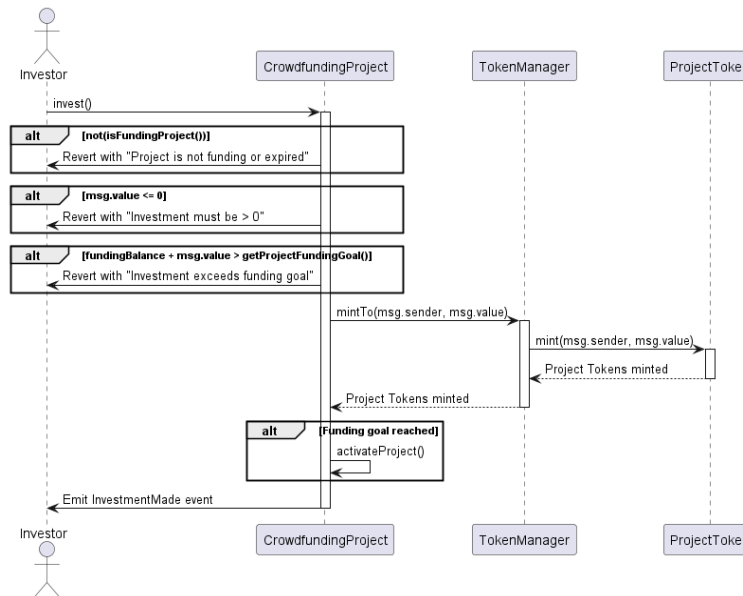 Investor
CrowdfundingProject
TokenManager
ProjectToke
invest()
alt [not(isFundingProject())]
Revert with "Project is not funding or expired"
alt [msg.value <= 0]
Revert with "Investment must be > 0"
alt [fundingBalance + msg.value > getProjectFundingGoal()]
Revert with "Investment exceeds funding goal"
mintTo(msg.sender, msg.value)
mint(msg.sender, msg.value)
Project Tokens minted
Project Tokens minted
alt [Funding goal reached]
activateProject()
Emit InvestmentMade event
Investor
CrowdfundingProject
TokenManager
ProjectToke